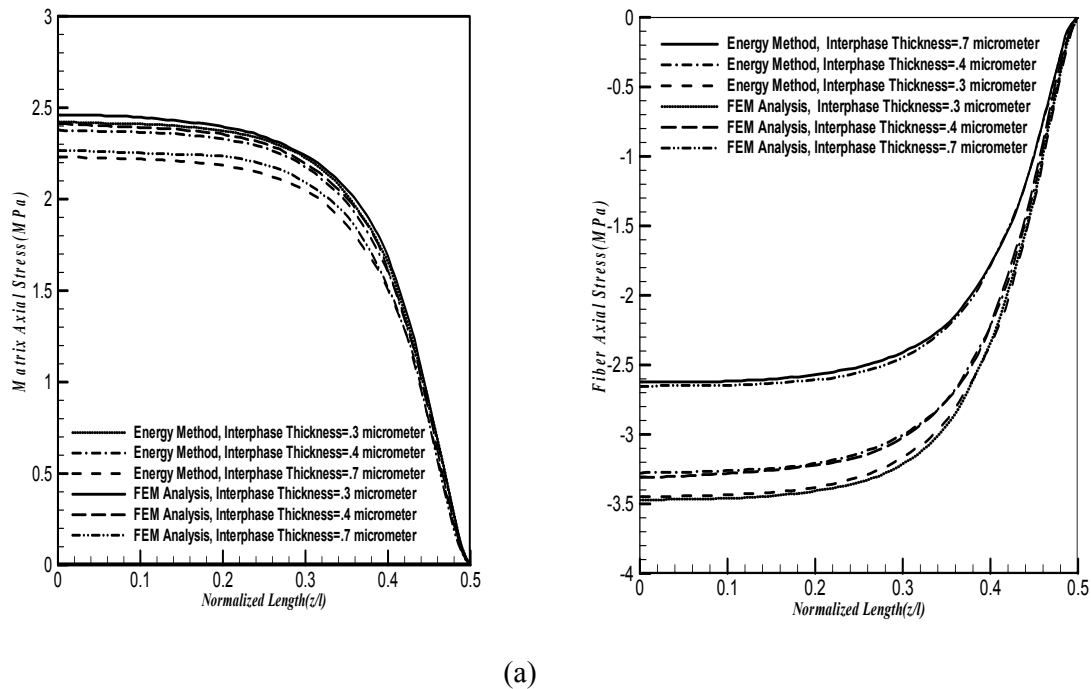 3
2.5
2
1.5
1
0.5
0
Matrix Axial Stress(MPa)
Energy Method, Interphase Thickness=.3 micrometer
Energy Method, Interphase Thickness=.4 micrometer
Energy Method, Interphase Thickness=.7 micrometer
FEM Analysis, Interphase Thickness=.3 micrometer
FEM Analysis, Interphase Thickness=.4 micrometer
FEM Analysis, Interphase Thickness=.7 micrometer
0 0.1 0.2 0.3 0.4 0.5
Normalized Length(z/l)
0
-0.5
-1
-1.5
-2
-2.5
-3
-3.5
-4
Fiber Axial Stress(MPa)
Energy Method, Interphase Thickness=.7 micrometer
Energy Method, Interphase Thickness=.4 micrometer
Energy Method, Interphase Thickness=.3 micrometer
FEM Analysis, Interphase Thickness=.3 micrometer
FEM Analysis, Interphase Thickness=.4 micrometer
FEM Analysis, Interphase Thickness=.7 micrometer
0 0.1 0.2 0.3 0.4 0.5
Normalized Length(z/l)
(a)